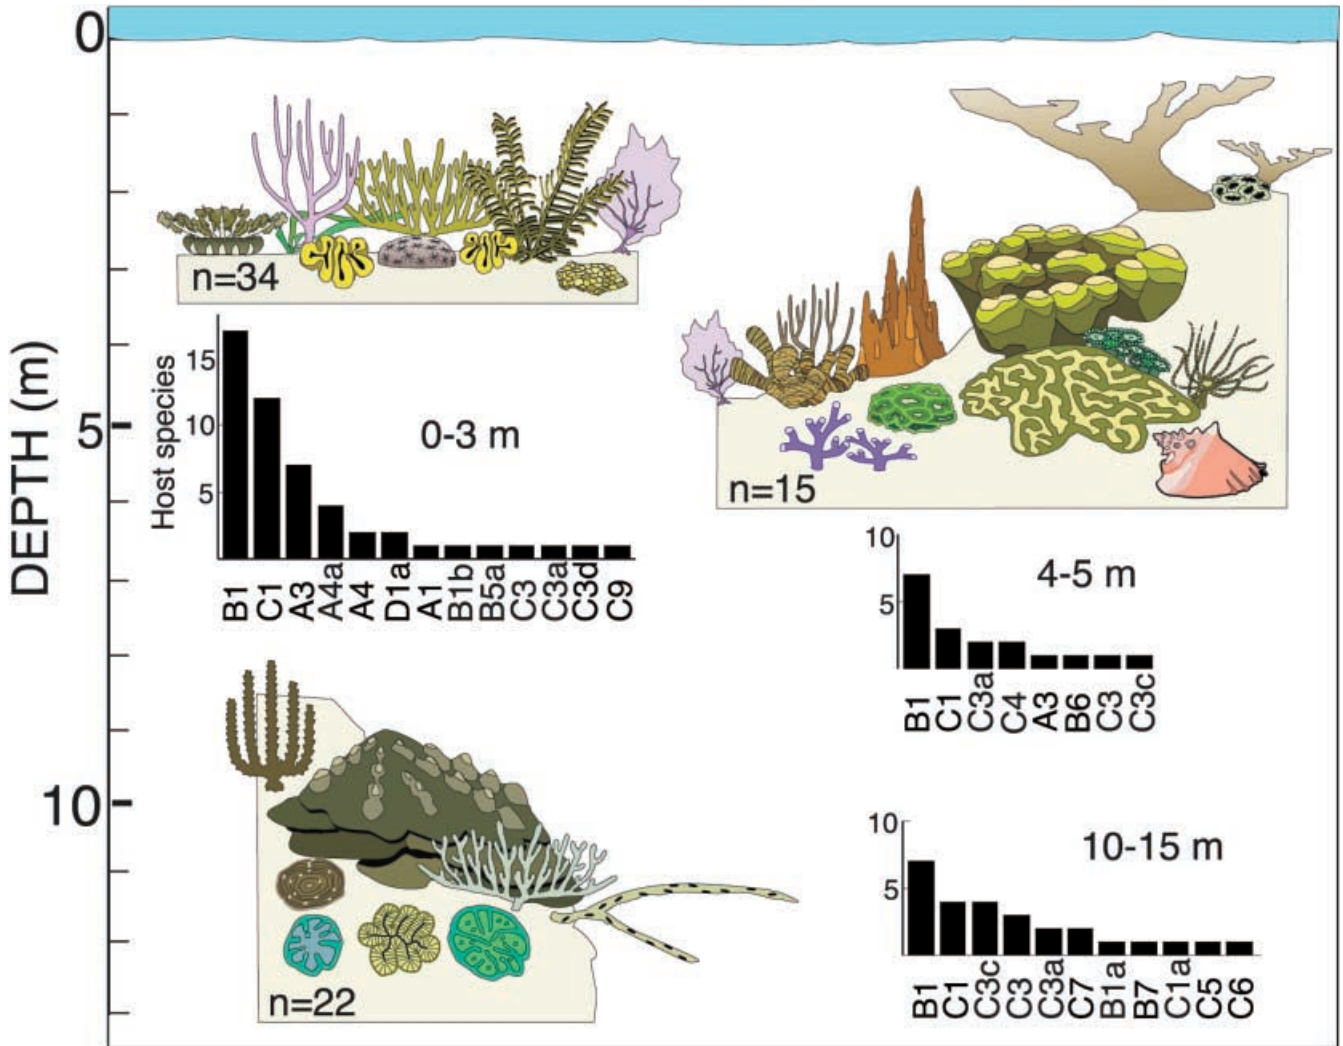 0
n=34
DEPTH (m)
5
Host species
15
10
5
0-3 m
B1 C1 A3 A4a A4 D1a A1 B1b B5a C3 C3a C3d C9
n=15
10
5
4-5 m
B1 C1 C3a C4 A3 B6 C3 C3c
10
n=22
10
5
10-15 m
B1 C1 C3c C3 C3a C7 B1a B7 C1a C5 C6